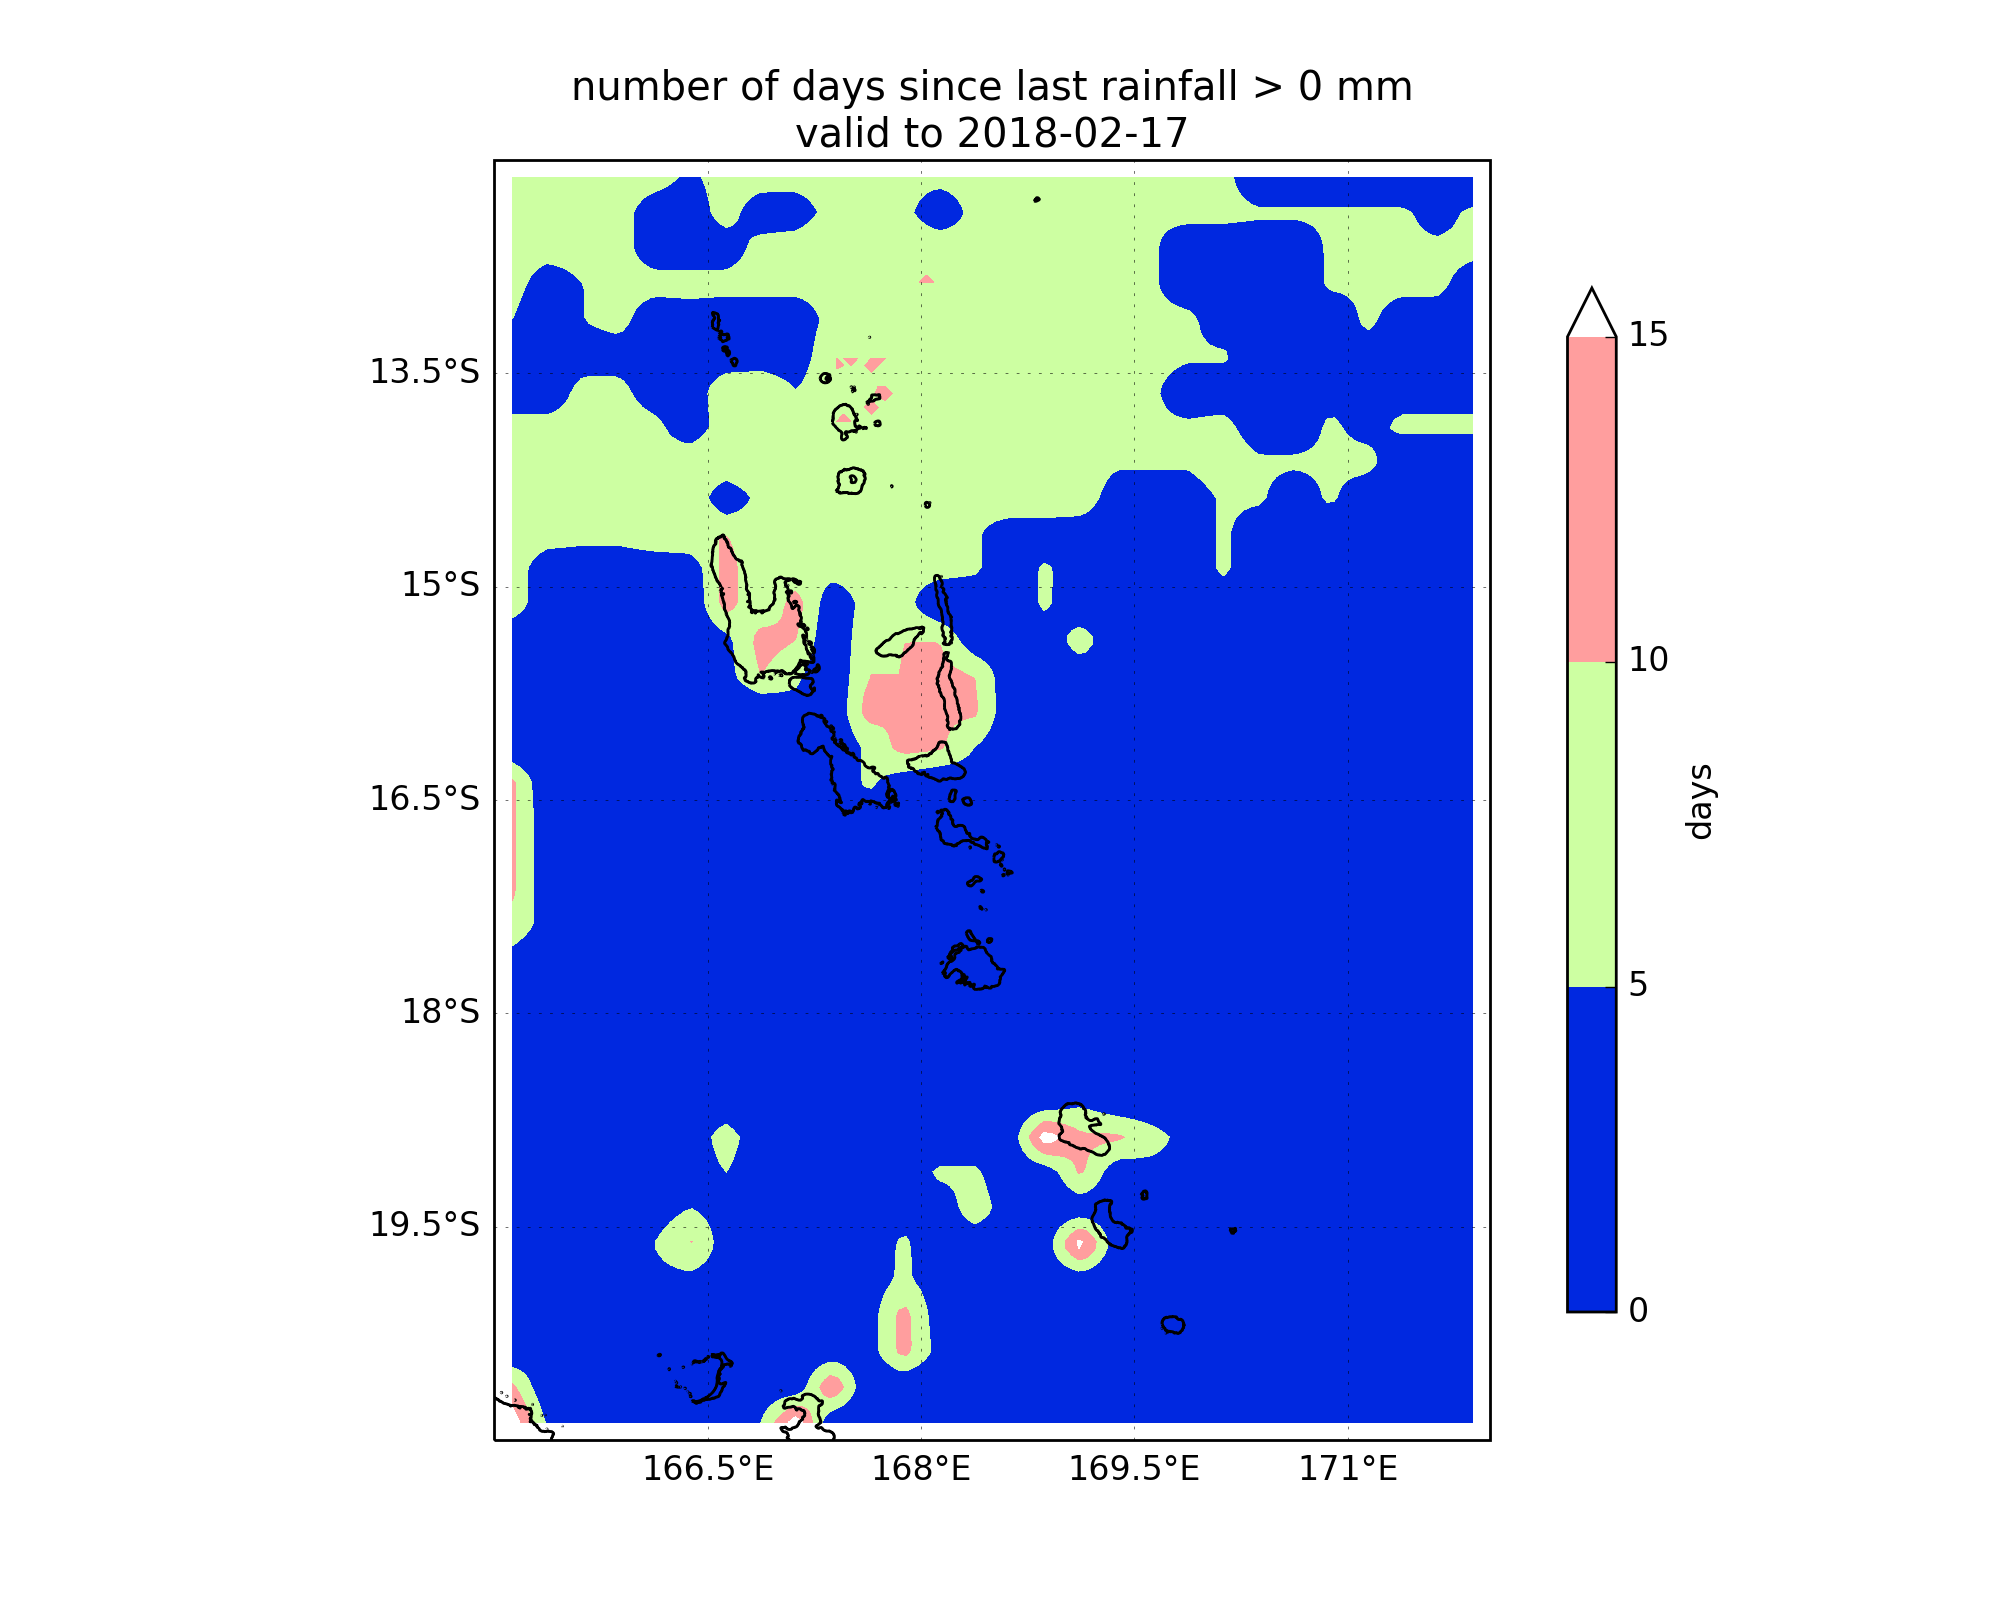 number of days since last rainfall > 0 mm
valid to 2018-02-17
13.5°S
15°S
16.5°S
18°S
19.5°S
166.5°E
168°E
169.5°E
171°E
15
10
5
0
days